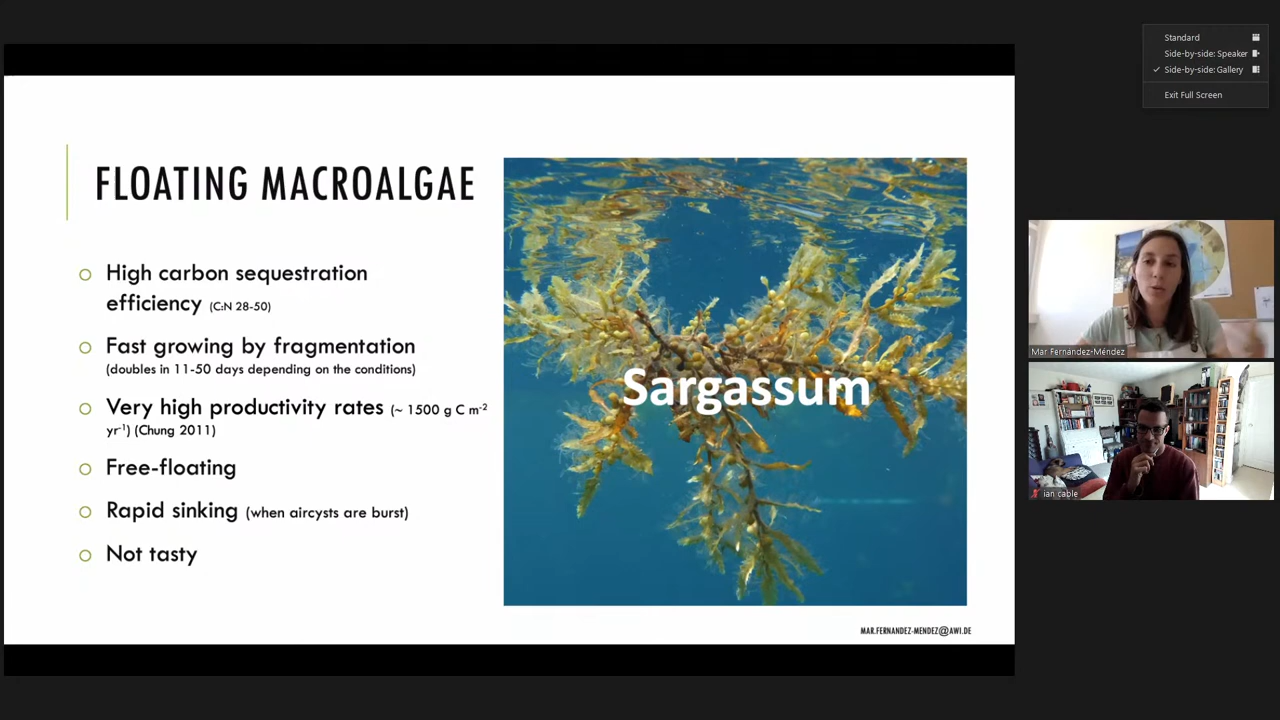 Standard
Side-by-side: Speaker
Side-by-side: Gallery
Exit Full Screen
FLOATING MACROALGAE
High carbon sequestration
efficiency (C:N 28-50)
Fast growing by fragmentation
(doubles in 11-50 days depending on the conditions)
Very high productivity rates (~ 1500 g C m⁻²
yr⁻¹) (Chung 2011)
Free-floating
Rapid sinking (when aircysts are burst)
Not tasty
Sargassum
MAR.FERNANDEZ-MENDEZ@AWI.DE
Mar Fernández-Méndez
ian cable